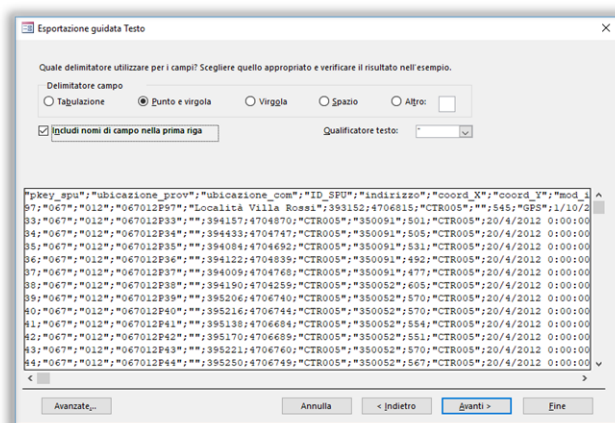 Esportazione guidata Testo
Quale delimitatore utilizzare per i campi? Scegliere quello appropriato e verificare il risultato nell'esempio.
Delimitatore campo
Tabulazione Punto e virgola Virgola Spazio Altro:
Includi nomi di campo nella prima riga Qualificatore testo: "
"pkey_spu";"ubicazione_prov";"ubicazione_com";"ID_SPU";"indirizzo";"coord_X";"coord_Y";"mod_i
97;"067";"012";"067012P97";"Località Villa Rossi";393152;4706815;"CTR005";"";545;"GPS";1/10/2
33;"067";"012";"067012P33";"";394157;4704870;"CTR005";"350091";501;"CTR005";20/4/2012 0:00:00
34;"067";"012";"067012P34";"";394433;4704747;"CTR005";"350091";505;"CTR005";20/4/2012 0:00:00
35;"067";"012";"067012P35";"";394084;4704692;"CTR005";"350091";531;"CTR005";20/4/2012 0:00:00
36;"067";"012";"067012P36";"";394122;4704839;"CTR005";"350091";492;"CTR005";20/4/2012 0:00:00
37;"067";"012";"067012P37";"";394009;4704768;"CTR005";"350091";477;"CTR005";20/4/2012 0:00:00
38;"067";"012";"067012P38";"";394190;4704259;"CTR005";"350052";605;"CTR005";20/4/2012 0:00:00
39;"067";"012";"067012P39";"";395206;4706740;"CTR005";"350052";570;"CTR005";20/4/2012 0:00:00
40;"067";"012";"067012P40";"";395216;4706744;"CTR005";"350052";570;"CTR005";20/4/2012 0:00:00
41;"067";"012";"067012P41";"";395138;4706684;"CTR005";"350052";554;"CTR005";20/4/2012 0:00:00
42;"067";"012";"067012P42";"";395170;4706689;"CTR005";"350052";551;"CTR005";20/4/2012 0:00:00
43;"067";"012";"067012P43";"";395221;4706760;"CTR005";"350052";570;"CTR005";20/4/2012 0:00:00
44;"067";"012";"067012P44";"";395250;4706749;"CTR005";"350052";567;"CTR005";20/4/2012 0:00:00
Avanzate... Annulla < Indietro Avanti > Fine